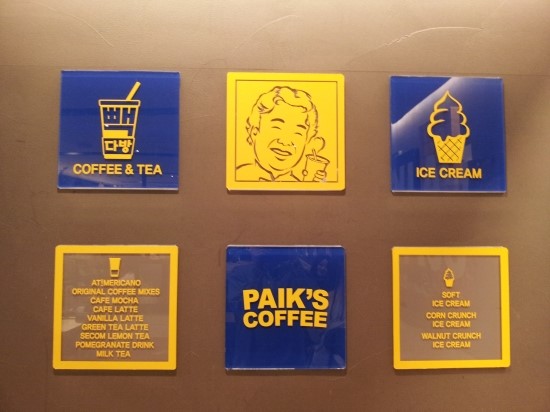 빽
다방
COFFEE & TEA
ICE CREAM
AT|MERICANO
ORIGINAL COFFEE MIXES
CAFE MOCHA
CAFE LATTE
VANILLA LATTE
GREEN TEA LATTE
SECOM LEMON TEA
POMEGRANATE DRINK
MILK TEA
PAIK'S
COFFEE
SOFT
ICE CREAM
CORN CRUNCH
ICE CREAM
WALNUT CRUNCH
ICE CREAM